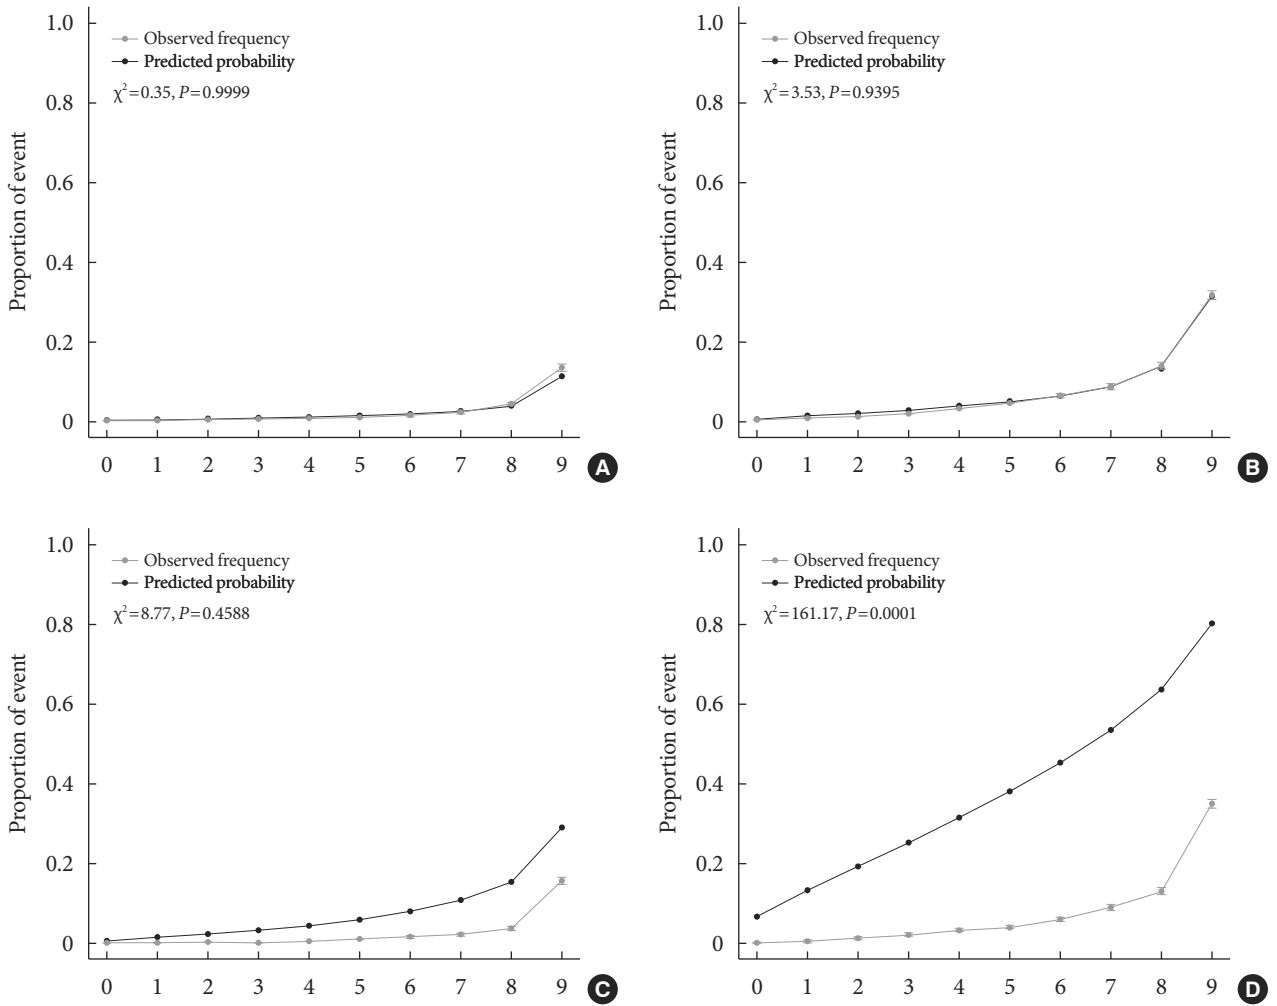 1.0
Observed frequency
Predicted probability
χ²=0.35, P=0.9999
0.8
0.6
0.4
0.2
0
Proportion of event
0 1 2 3 4 5 6 7 8 9
A
1.0
Observed frequency
Predicted probability
χ²=3.53, P=0.9395
0.8
0.6
0.4
0.2
0
Proportion of event
0 1 2 3 4 5 6 7 8 9
B
1.0
Observed frequency
Predicted probability
χ²=8.77, P=0.4588
0.8
0.6
0.4
0.2
0
Proportion of event
0 1 2 3 4 5 6 7 8 9
C
1.0
Observed frequency
Predicted probability
χ²=161.17, P=0.0001
0.8
0.6
0.4
0.2
0
Proportion of event
0 1 2 3 4 5 6 7 8 9
D